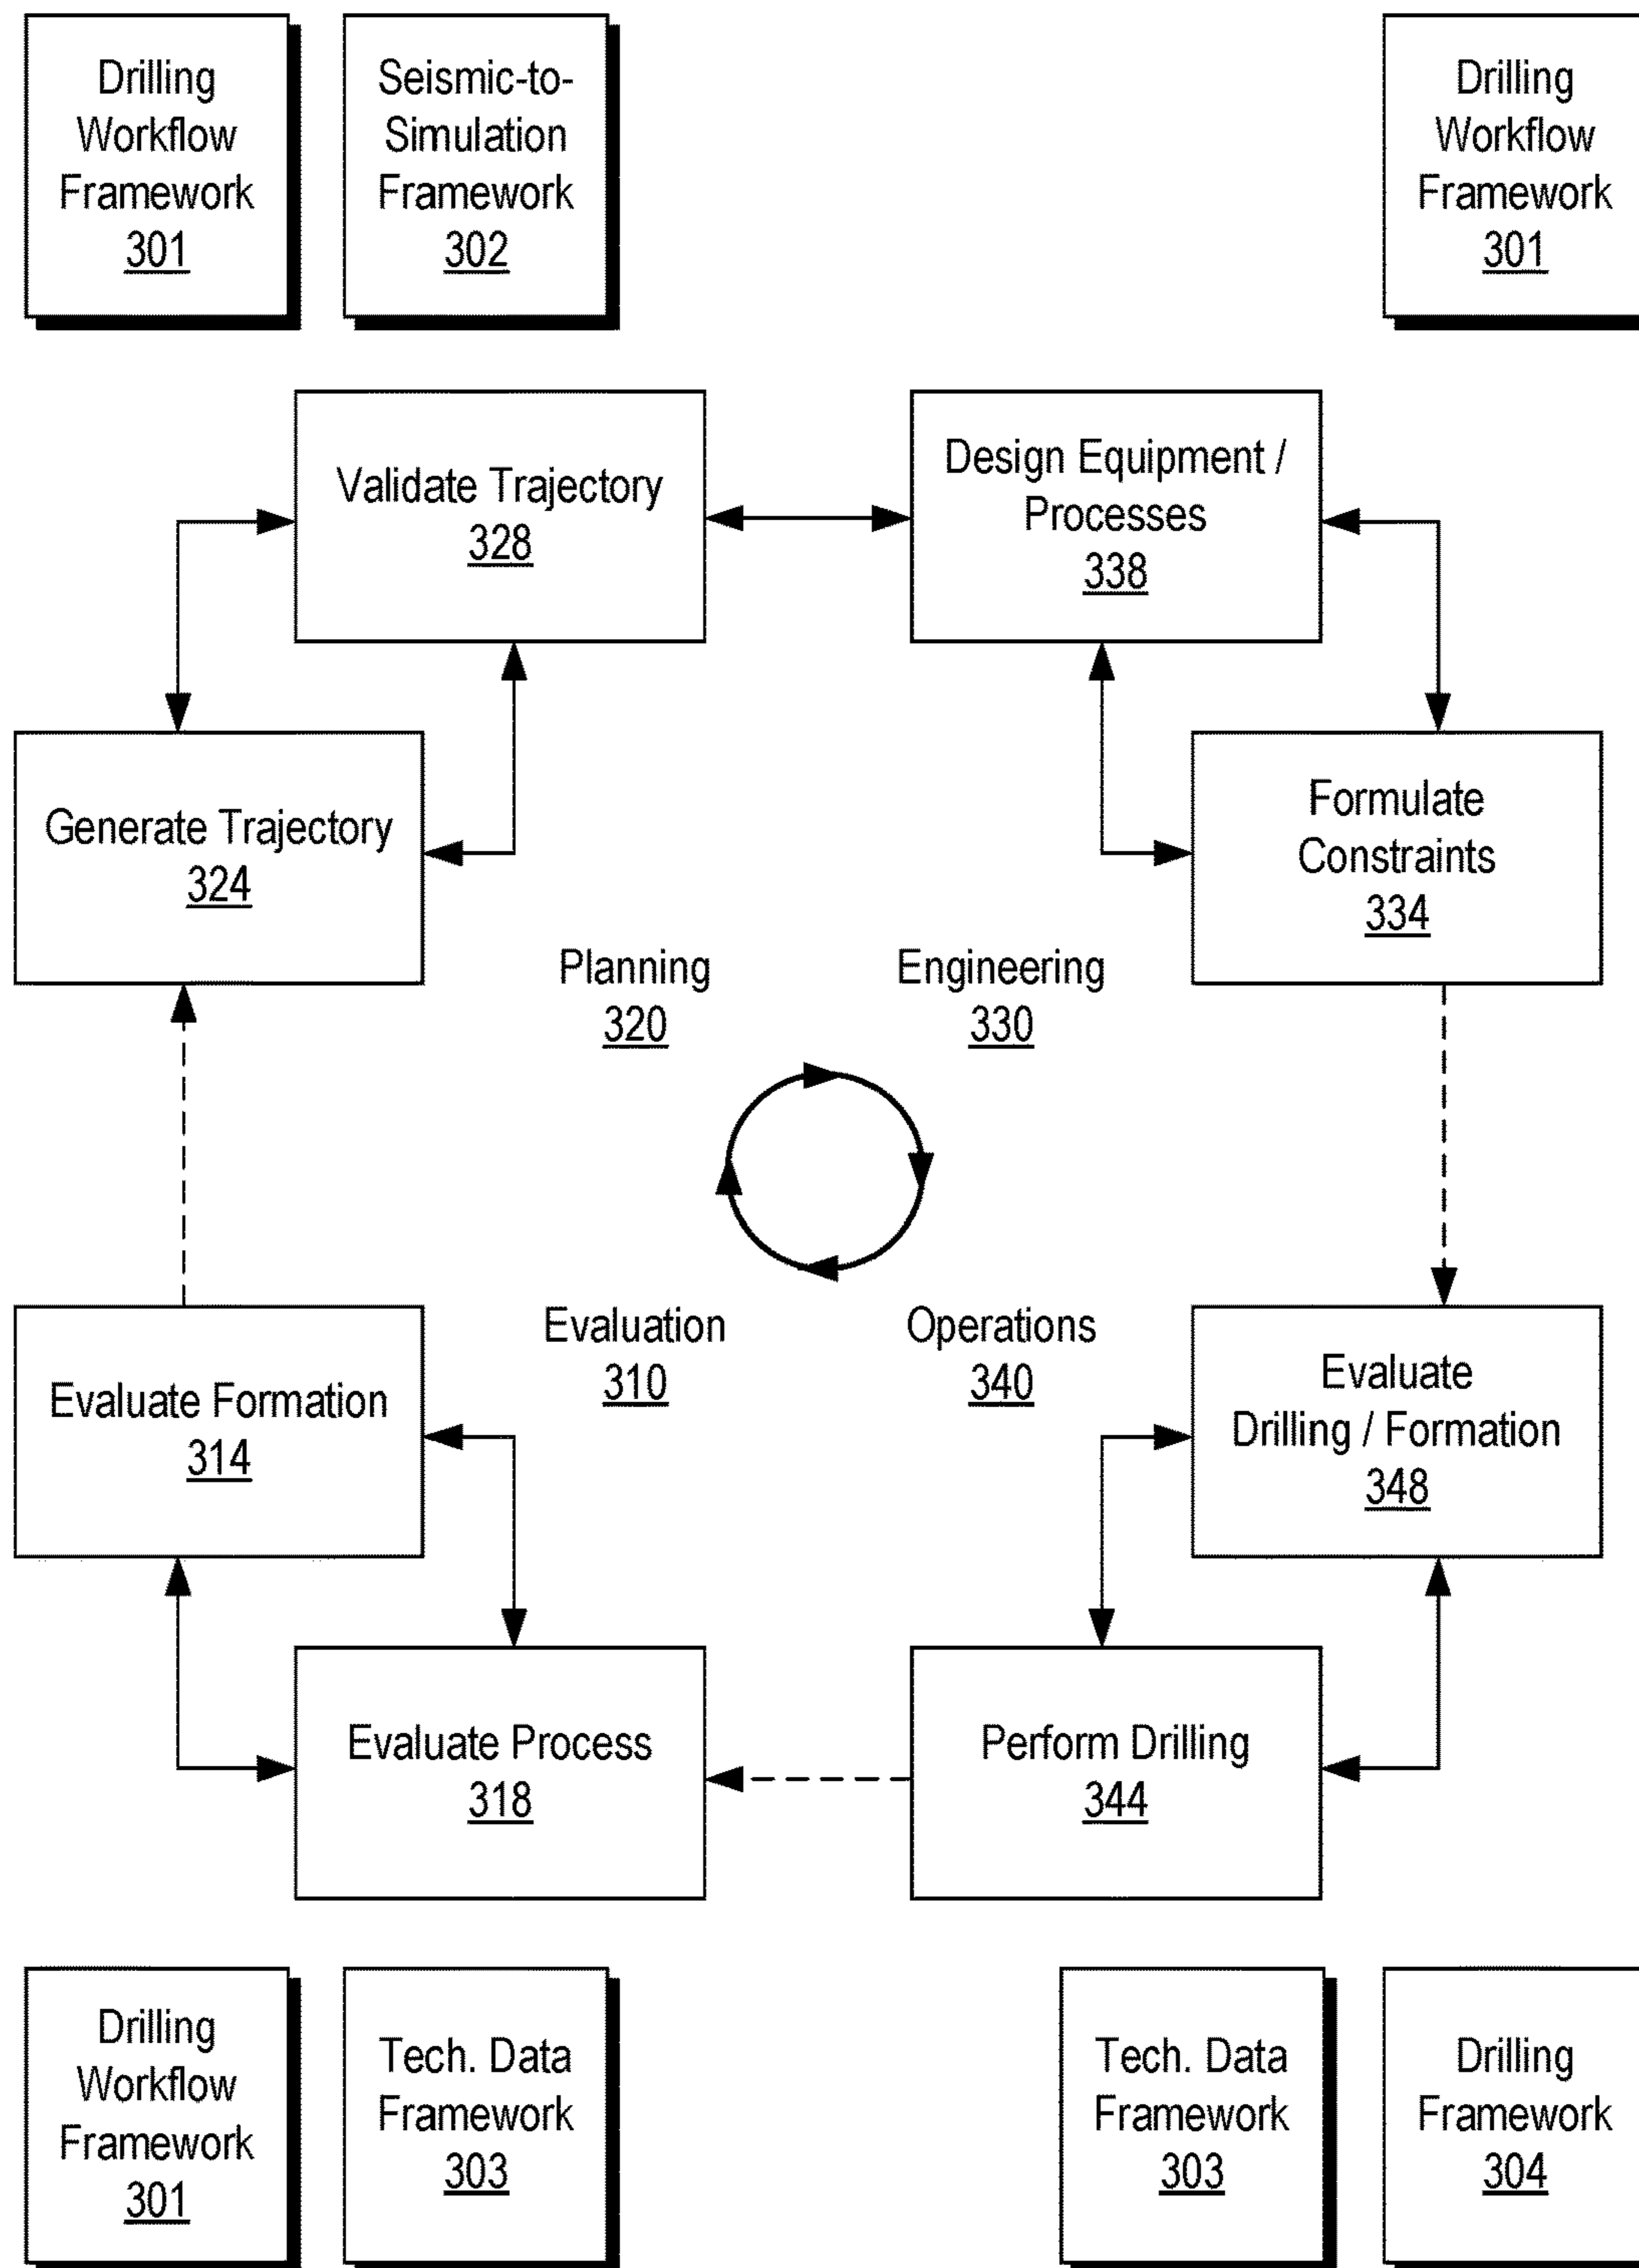 Drilling
Workflow
Framework
301
Seismic-to-
Simulation
Framework
302
Drilling
Workflow
Framework
301
Validate Trajectory
328
Design Equipment /
Processes
338
Generate Trajectory
324
Formulate
Constraints
334
Planning
320
Engineering
330
Evaluation
310
Operations
340
Evaluate Formation
314
Evaluate
Drilling / Formation
348
Evaluate Process
318
Perform Drilling
344
Drilling
Workflow
Framework
301
Tech. Data
Framework
303
Tech. Data
Framework
303
Drilling
Framework
304